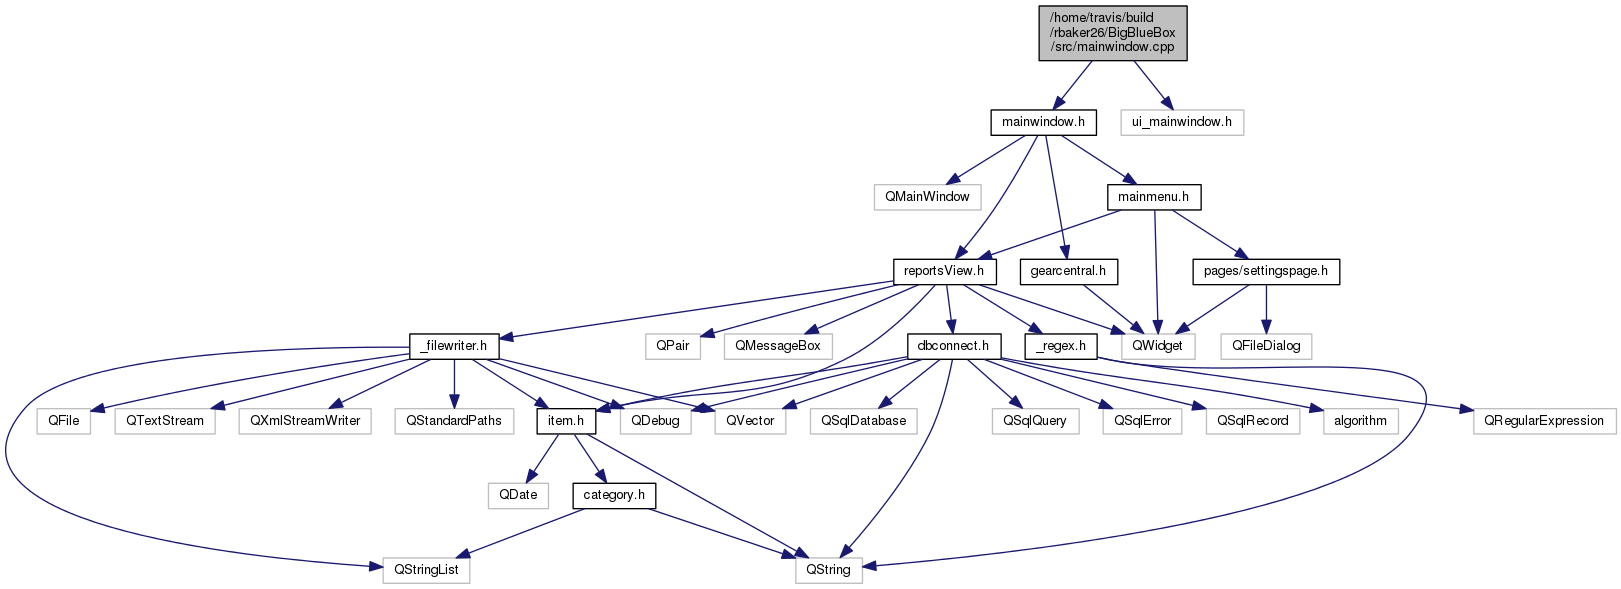 /home/travis/build
/rbaker26/BigBlueBox
/src/mainwindow.cpp
mainwindow.h
ui_mainwindow.h
QMainWindow
mainmenu.h
reportsView.h
gearcentral.h
pages/settingspage.h
_filewriter.h
QPair
QMessageBox
dbconnect.h
_regex.h
QWidget
QFileDialog
QFile
QTextStream
QXmlStreamWriter
QStandardPaths
item.h
QDebug
QVector
QSqlDatabase
QSqlQuery
QSqlError
QSqlRecord
algorithm
QRegularExpression
QDate
category.h
QStringList
QString